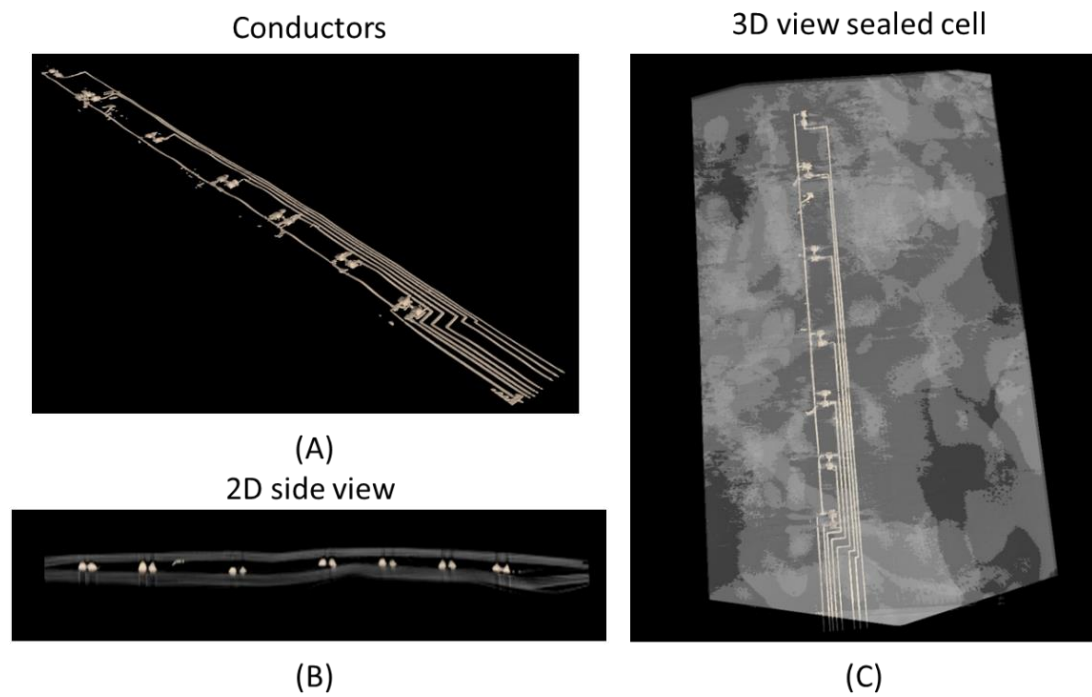 Conductors
(A)
2D side view
(B)
3D view sealed cell
(C)